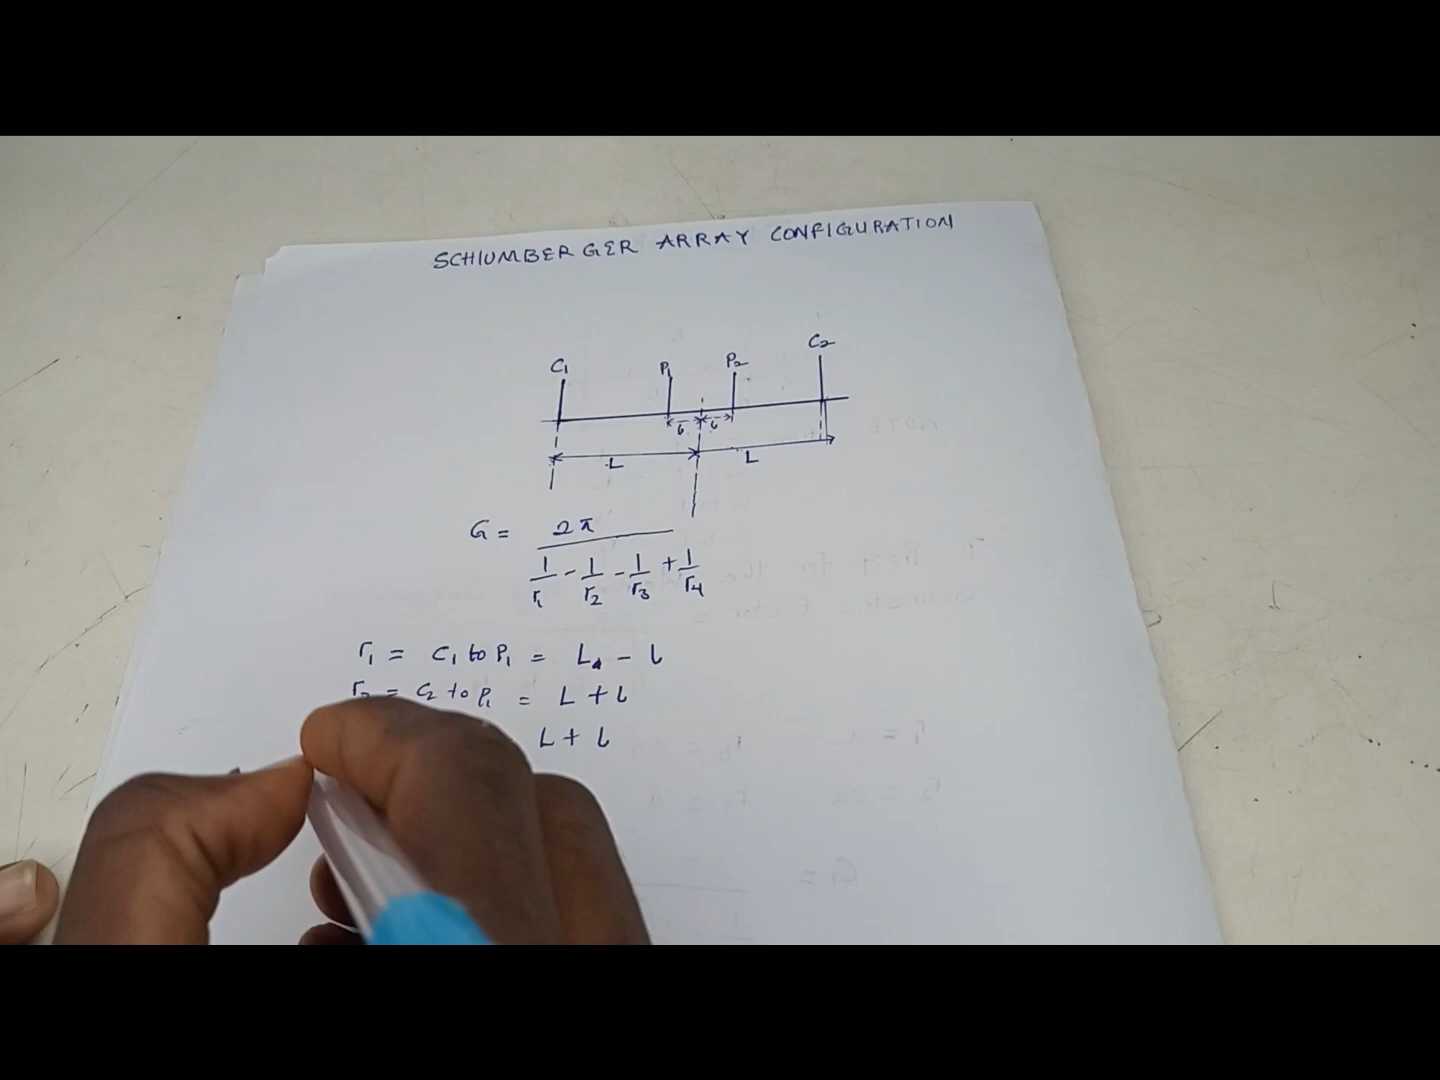 SCHLUMBERGER ARRAY CONFIGURATION
C1 P1 P2 C2
l l
L L
G = 2π
1/r1 - 1/r2 - 1/r3 + 1/r4
r1 = C1 to P1 = L - l
r2 = C2 to P1 = L + l
L + l